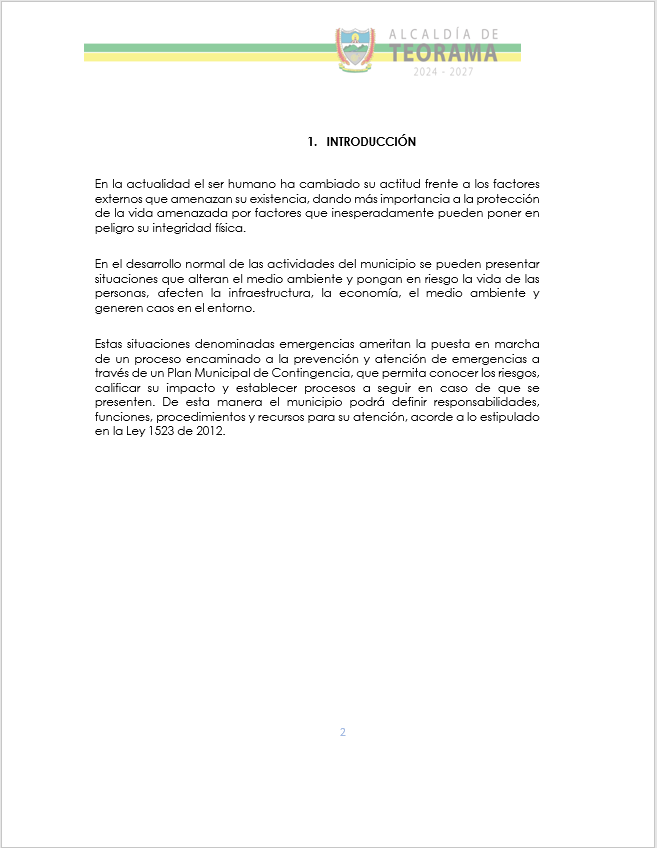 ALCALDÍA DE
TEORAMA
2024 - 2027
1. INTRODUCCIÓN
En la actualidad el ser humano ha cambiado su actitud frente a los factores
externos que amenazan su existencia, dando más importancia a la protección
de la vida amenazada por factores que inesperadamente pueden poner en
peligro su integridad física.
En el desarrollo normal de las actividades del municipio se pueden presentar
situaciones que alteran el medio ambiente y pongan en riesgo la vida de las
personas, afecten la infraestructura, la economía, el medio ambiente y
generen caos en el entorno.
Estas situaciones denominadas emergencias ameritan la puesta en marcha
de un proceso encaminado a la prevención y atención de emergencias a
través de un Plan Municipal de Contingencia, que permita conocer los riesgos,
calificar su impacto y establecer procesos a seguir en caso de que se
presenten. De esta manera el municipio podrá definir responsabilidades,
funciones, procedimientos y recursos para su atención, acorde a lo estipulado
en la Ley 1523 de 2012.
2